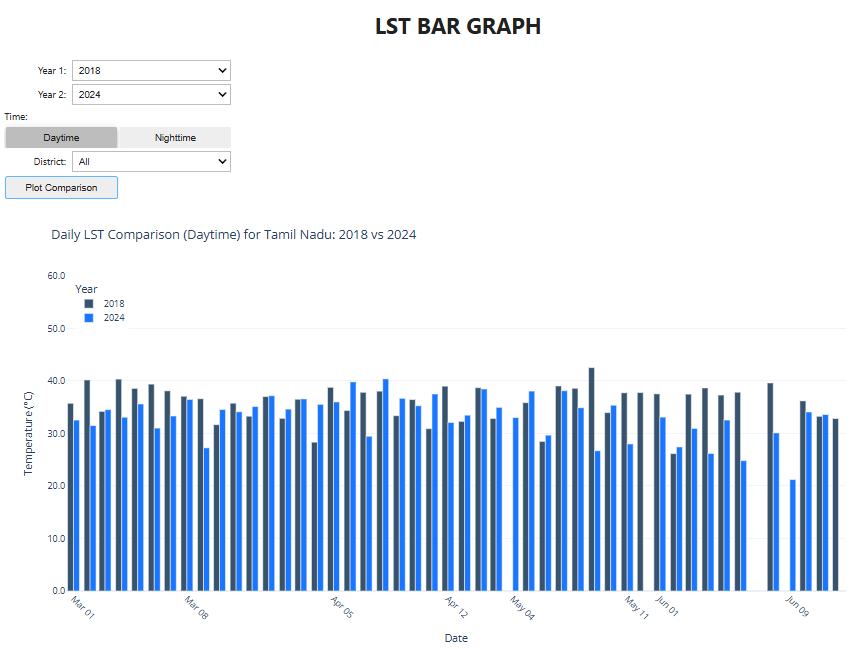 LST BAR GRAPH
Year 1: 2018
Year 2: 2024
Time:
Daytime Nighttime
District: All
Plot Comparison
Daily LST Comparison (Daytime) for Tamil Nadu: 2018 vs 2024
60.0
Year
2018
2024
50.0
40.0
30.0
20.0
10.0
0.0
Temperature (°C)
Mar 01 Mar 08 Apr 05 Apr 12 May 04 May 11 Jun 01 Jun 09
Date